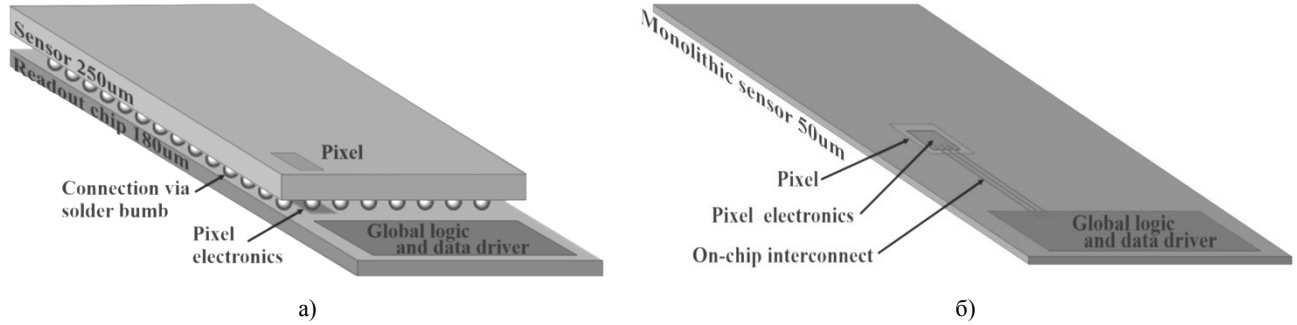 Sensor 250um
Readout chip 180um
Pixel
Connection via
solder bumb
Pixel
electronics
Global logic
and data driver
а)
Monolithic sensor 50um
Pixel
Pixel electronics
On-chip interconnect
Global logic
and data driver
б)